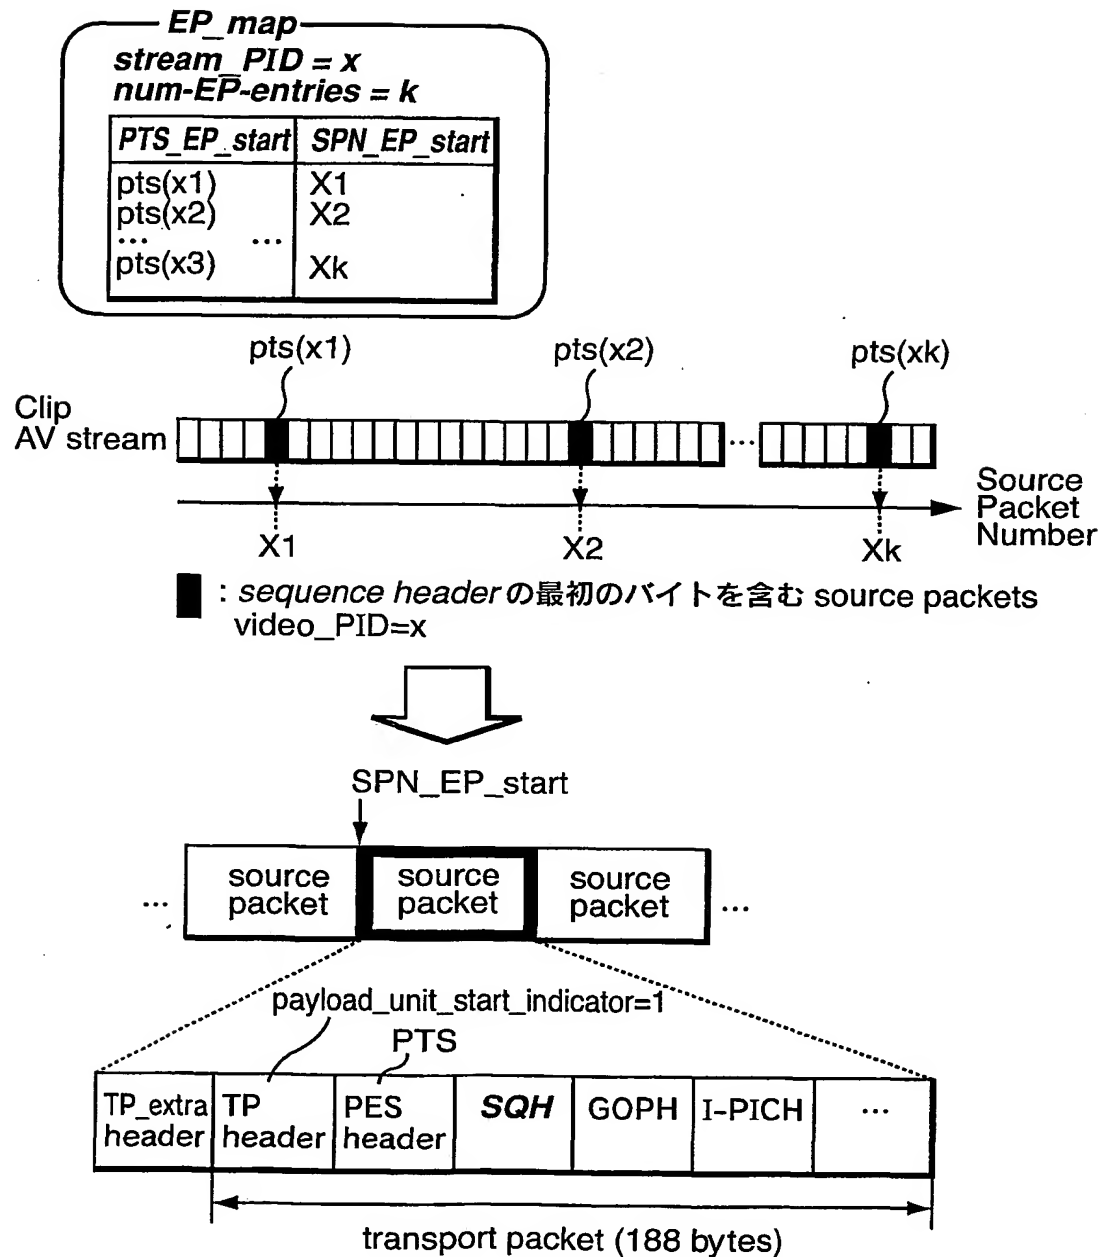 EP_map
stream_PID = x
num-EP-entries = k
PTS_EP_start SPN_EP_start
pts(x1) X1
pts(x2) X2
... ...
pts(x3) Xk
pts(x1) pts(x2) pts(xk)
Clip
AV stream
...
Source
Packet
Number
X1 X2 Xk
: sequence headerの最初のバイトを含む source packets
video_PID=x
SPN_EP_start
... source packet source packet source packet ...
payload_unit_start_indicator=1
PTS
TP_extra header TP header PES header SQH GOPH I-PICH ...
transport packet (188 bytes)